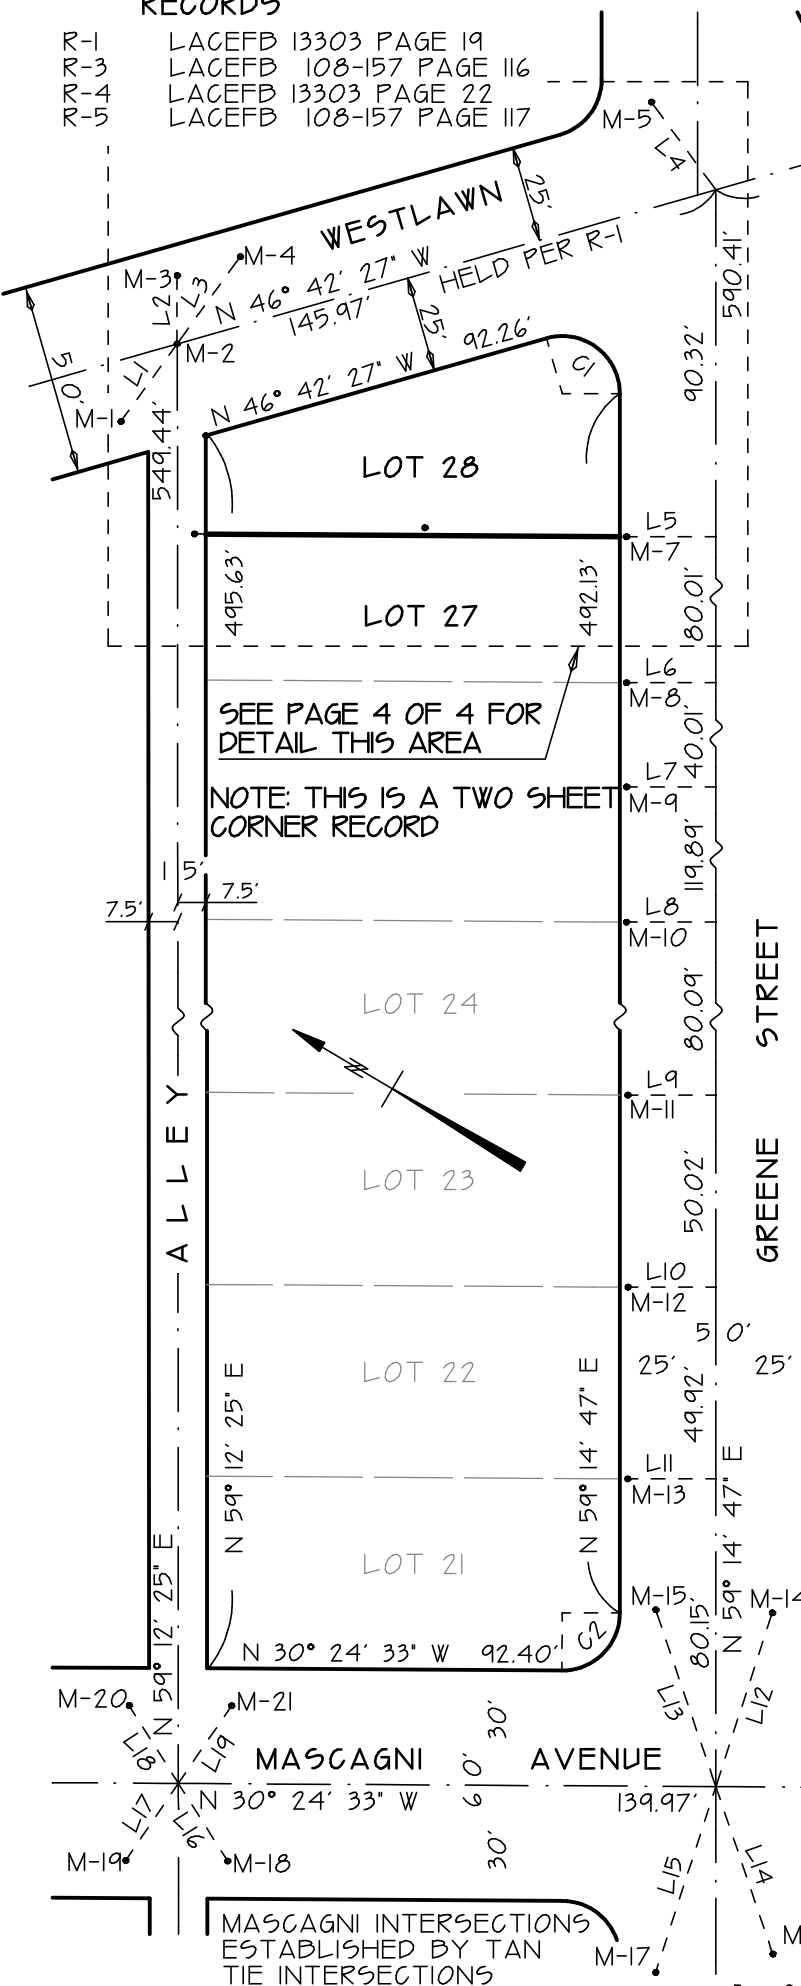 RECORDS
R-1 LACEFB 13303 PAGE 19
R-3 LACEFB 108-157 PAGE 116
R-4 LACEFB 13303 PAGE 22
R-5 LACEFB 108-157 PAGE 117
M-5
L4
25'
WESTLAWN
HELD PER R-1
N 46° 42' 27" W
145.97'
M-4
M-3
L3
L2
M-2
L1
M-1
50'
25'
590.41'
90.32'
N 46° 42' 27" W 92.26'
C1
549.44'
LOT 28
L5
M-7
495.63'
492.13'
LOT 27
80.01'
L6
M-8
SEE PAGE 4 OF 4 FOR
DETAIL THIS AREA
40.01'
L7
M-9
NOTE: THIS IS A TWO SHEET
CORNER RECORD
119.89'
15'
7.5'
7.5'
L8
M-10
LOT 24
80.09'
GREENE STREET
ALLEY
L9
M-11
LOT 23
50.02'
L10
M-12
50'
25' 25'
LOT 22
49.92'
N 59° 12' 25" E
N 59° 14' 47" E
L11
M-13
N 59° 14' 47" E
N 59° 12' 25" E
LOT 21
M-15
M-14
80.15'
C2
N 30° 24' 33" W 92.40'
M-20
M-21
L18
L19
L13
L12
30'
MASCAGNI AVENUE
60'
N 30° 24' 33" W 139.97'
L17
L16
30'
L15
L14
M-19
M-18
M-17
M
MASCAGNI INTERSECTIONS
ESTABLISHED BY TAN
TIE INTERSECTIONS